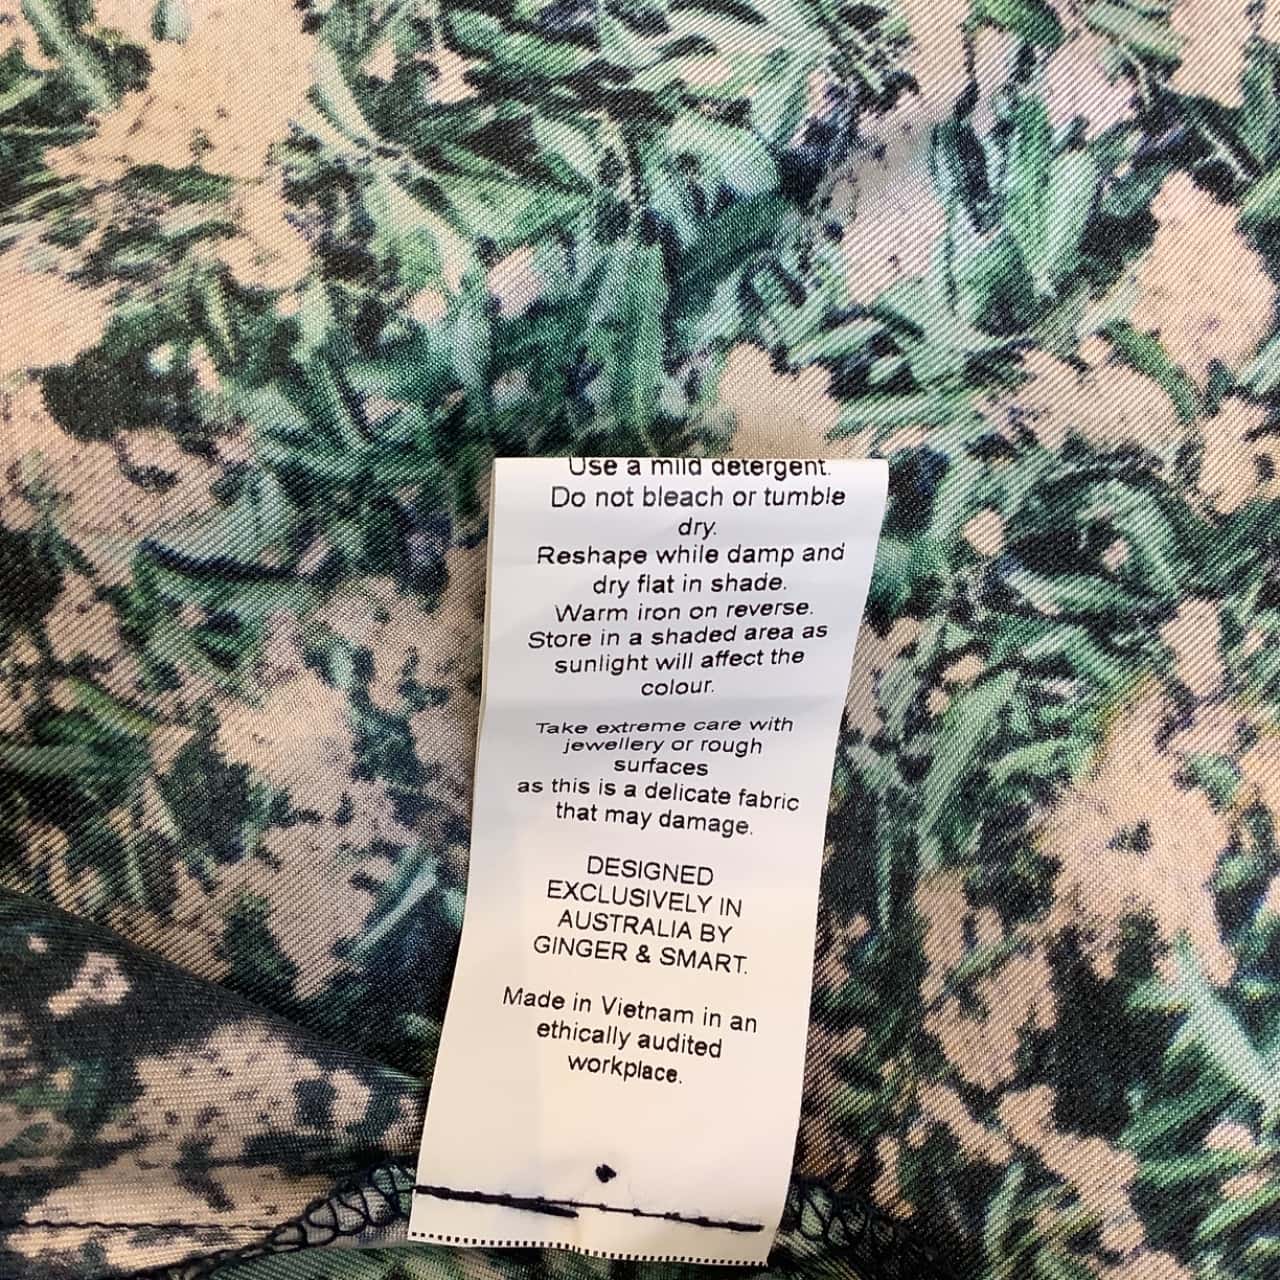 Use a mild detergent.
Do not bleach or tumble
dry.
Reshape while damp and
dry flat in shade.
Warm iron on reverse.
Store in a shaded area as
sunlight will affect the
colour.
Take extreme care with
jewellery or rough
surfaces
as this is a delicate fabric
that may damage.
DESIGNED
EXCLUSIVELY IN
AUSTRALIA BY
GINGER & SMART.
Made in Vietnam in an
ethically audited
workplace.